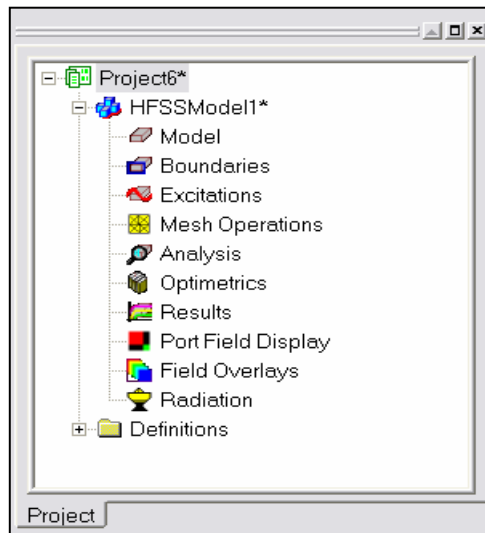 Project6*
HFSSModel1*
Model
Boundaries
Excitations
Mesh Operations
Analysis
Optimetrics
Results
Port Field Display
Field Overlays
Radiation
Definitions
Project